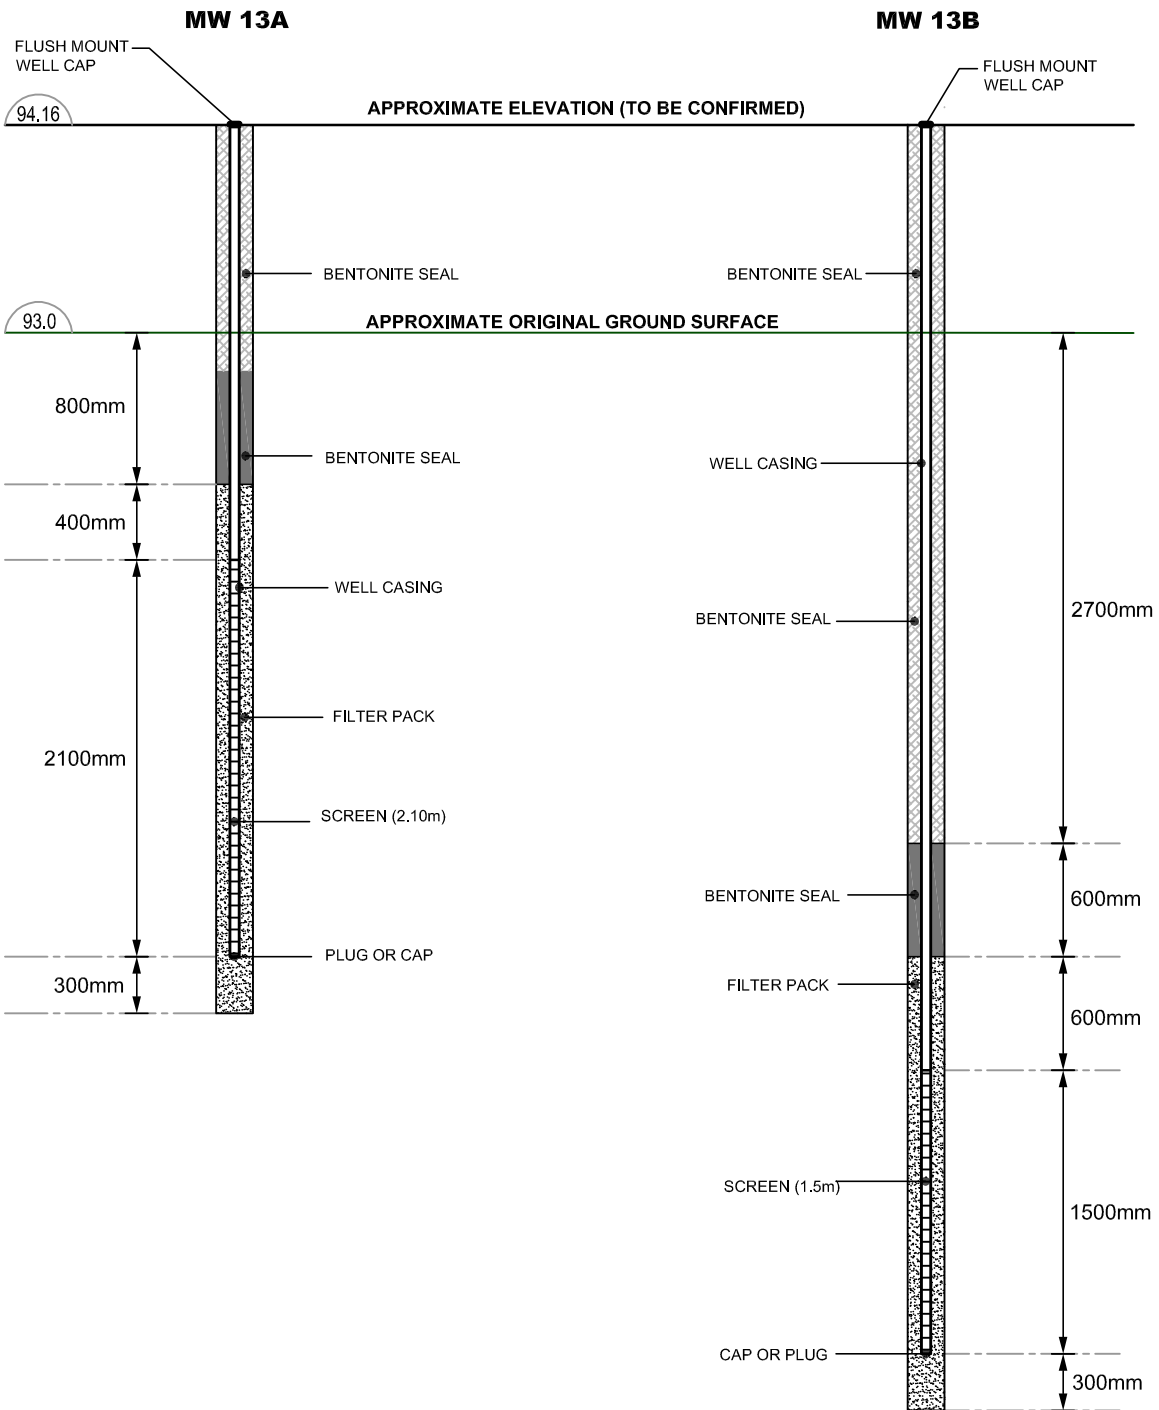 MW 13A
MW 13B
FLUSH MOUNT
WELL CAP
FLUSH MOUNT
WELL CAP
94.16
APPROXIMATE ELEVATION (TO BE CONFIRMED)
BENTONITE SEAL
BENTONITE SEAL
93.0
APPROXIMATE ORIGINAL GROUND SURFACE
800mm
BENTONITE SEAL
WELL CASING
400mm
WELL CASING
2700mm
BENTONITE SEAL
FILTER PACK
2100mm
SCREEN (2.10m)
BENTONITE SEAL
600mm
PLUG OR CAP
300mm
FILTER PACK
600mm
SCREEN (1.5m)
1500mm
CAP OR PLUG
300mm